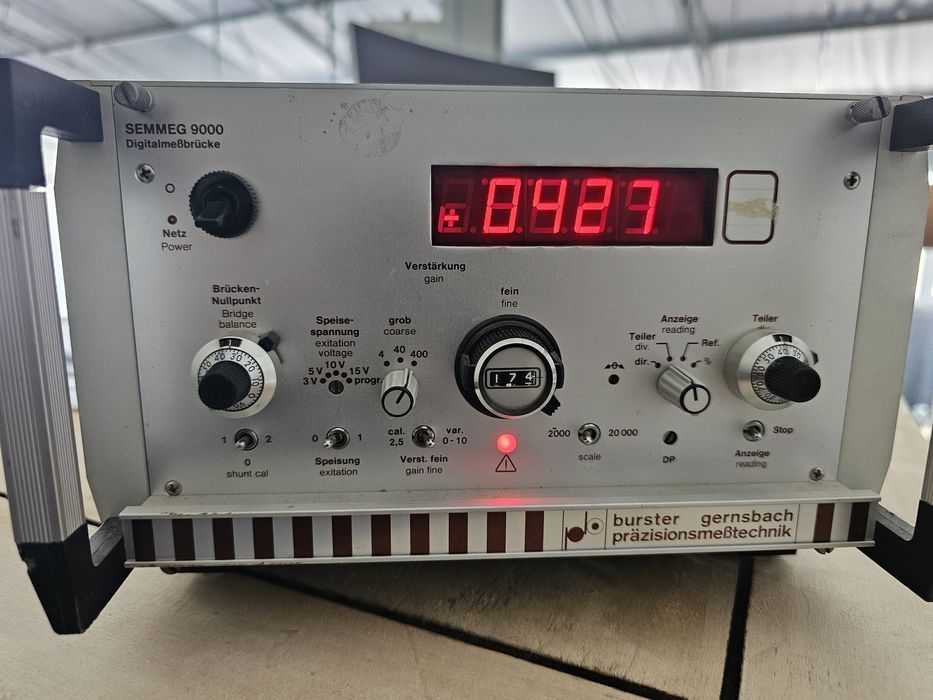 SEMMEG 9000
Digitalmeßbrücke
Netz
Power
+ 0427
Verstärkung
gain
Brücken-
Nullpunkt
Bridge
balance
Speise-
spannung
exitation
voltage
10 V
5 V 15 V
3 V progr.
grob
coarse
4 40 400
fein
fine
174
Anzeige
reading
Teiler
div.
Ref.
dir. %
Teiler
1 2
0
shunt cal
0 1
Speisung
exitation
cal.
2,5
var.
0-10
Verst. fein
gain fine
2000 20 000
scale
DP
Stop
Anzeige
reading
burster gernsbach
präzisionsmeßtechnik